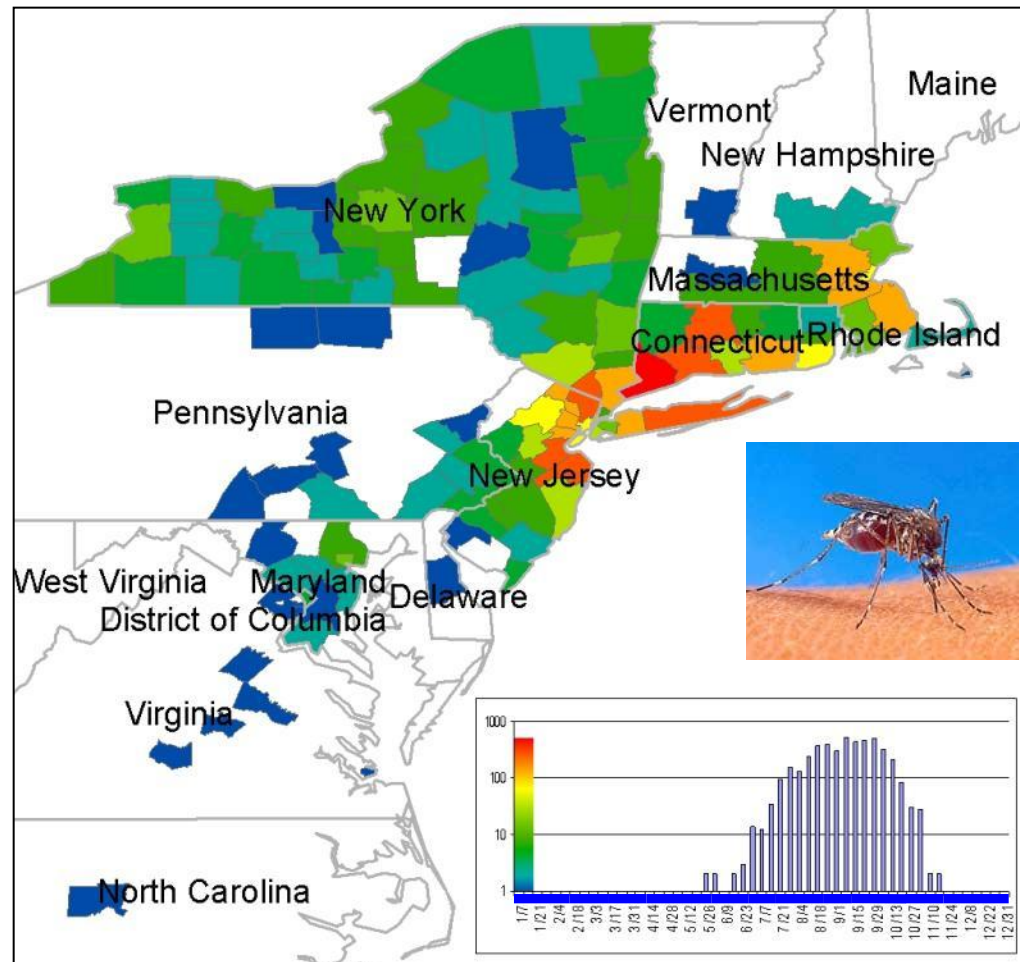 Maine
Vermont
New Hampshire
New York
Massachusetts
Connecticut
Rhode Island
Pennsylvania
New Jersey
West Virginia
Maryland
Delaware
District of Columbia
Virginia
North Carolina
1000
100
10
1
1/7
1/21
2/4
2/18
3/3
3/17
3/31
4/14
4/28
5/12
5/26
6/9
6/23
7/7
7/21
8/4
8/18
9/1
9/15
9/29
10/13
10/27
11/10
11/24
12/8
12/22
12/31